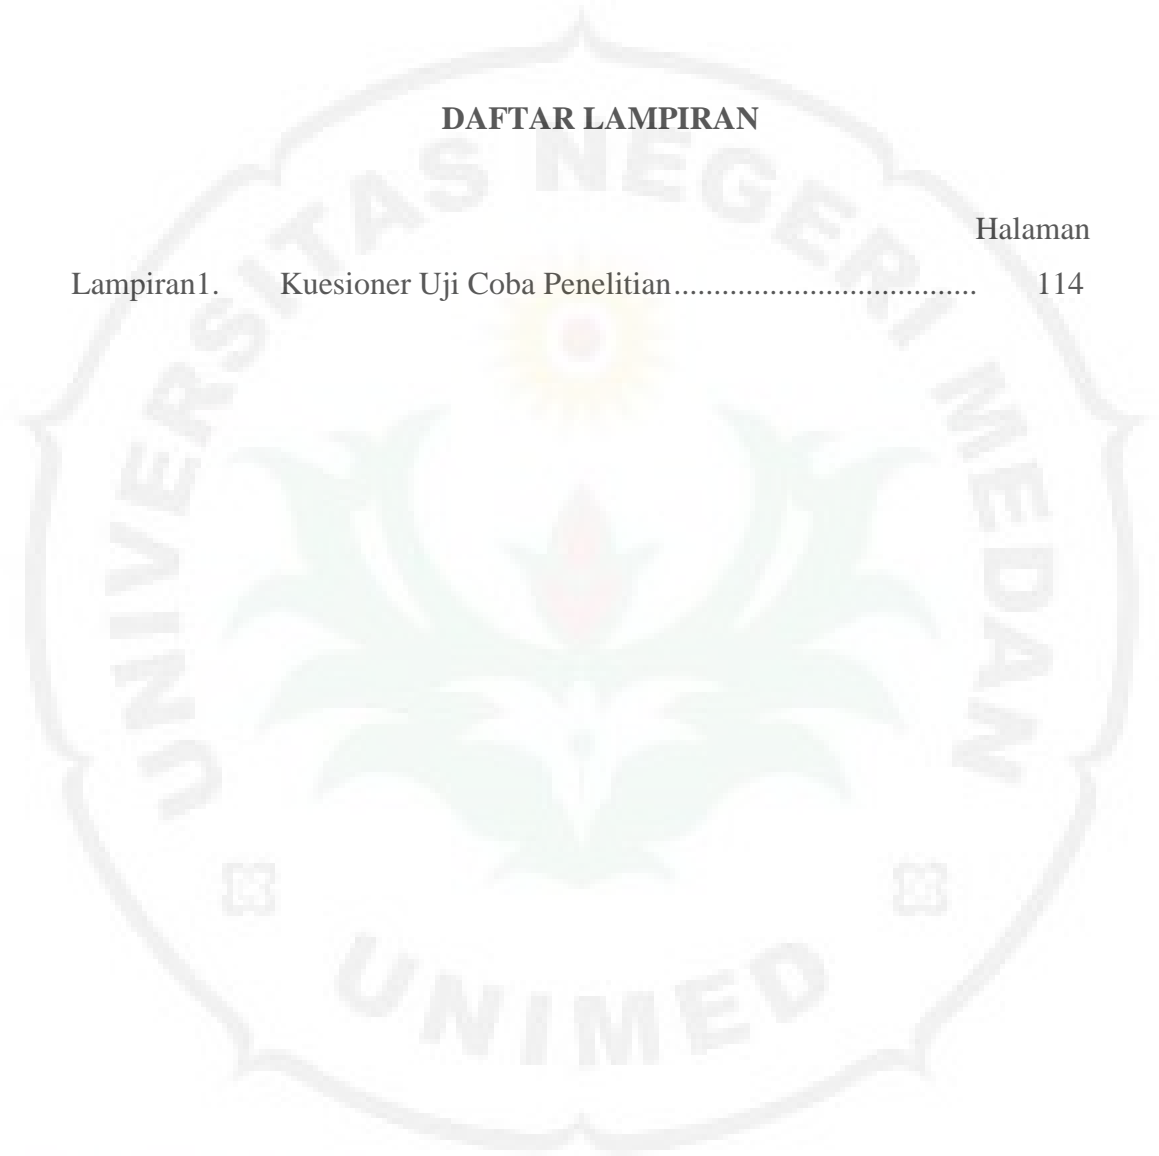 DAFTAR LAMPIRAN
Halaman
Lampiran1. Kuesioner Uji Coba Penelitian...................................... 114
UNIVERSITAS NEGERI MEDAN
UNIMED